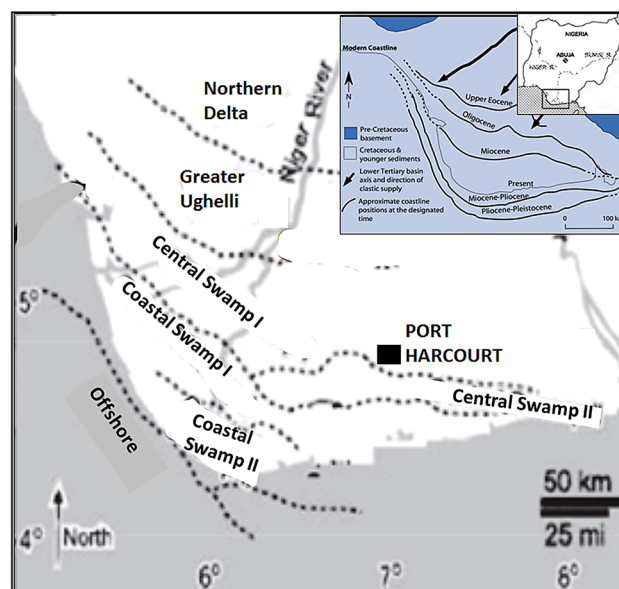 Northern
Delta
Niger River
Greater
Ughelli
Central Swamp I
Coastal Swamp I
5°
PORT
HARCOURT
Central Swamp II
Offshore
Coastal
Swamp II
50 km
25 mi
4°
North
6°
7°
8°
Modern Coastline
N
Upper Eocene
Oligocene
Miocene
Present
Miocene-Pliocene
Pliocene-Pleistocene
Pre-Cretaceous
basement
Cretaceous &
younger sediments
Lower Tertiary basin
axis and direction of
clastic supply
Approximate coastline
positions at the designated
time
0
NIGERIA
ABUJA